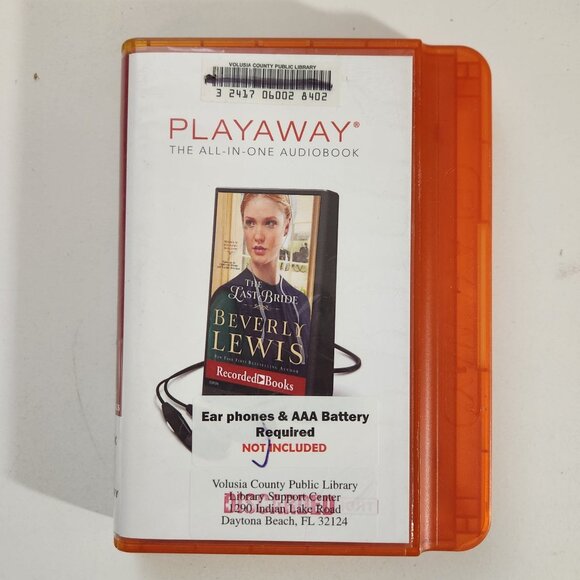 VOLUSIA COUNTY PUBLIC LIBRARY
3 2417 06002 8402
PLAYAWAY®
THE ALL-IN-ONE AUDIOBOOK
THE
LAST BRIDE
BEVERLY
LEWIS
NEW YORK TIMES BESTSELLING AUTHOR
Recorded Books
Ear phones & AAA Battery
Required
NOT INCLUDED
Volusia County Public Library
Library Support Center
1290 Indian Lake Road
Daytona Beach, FL 32124